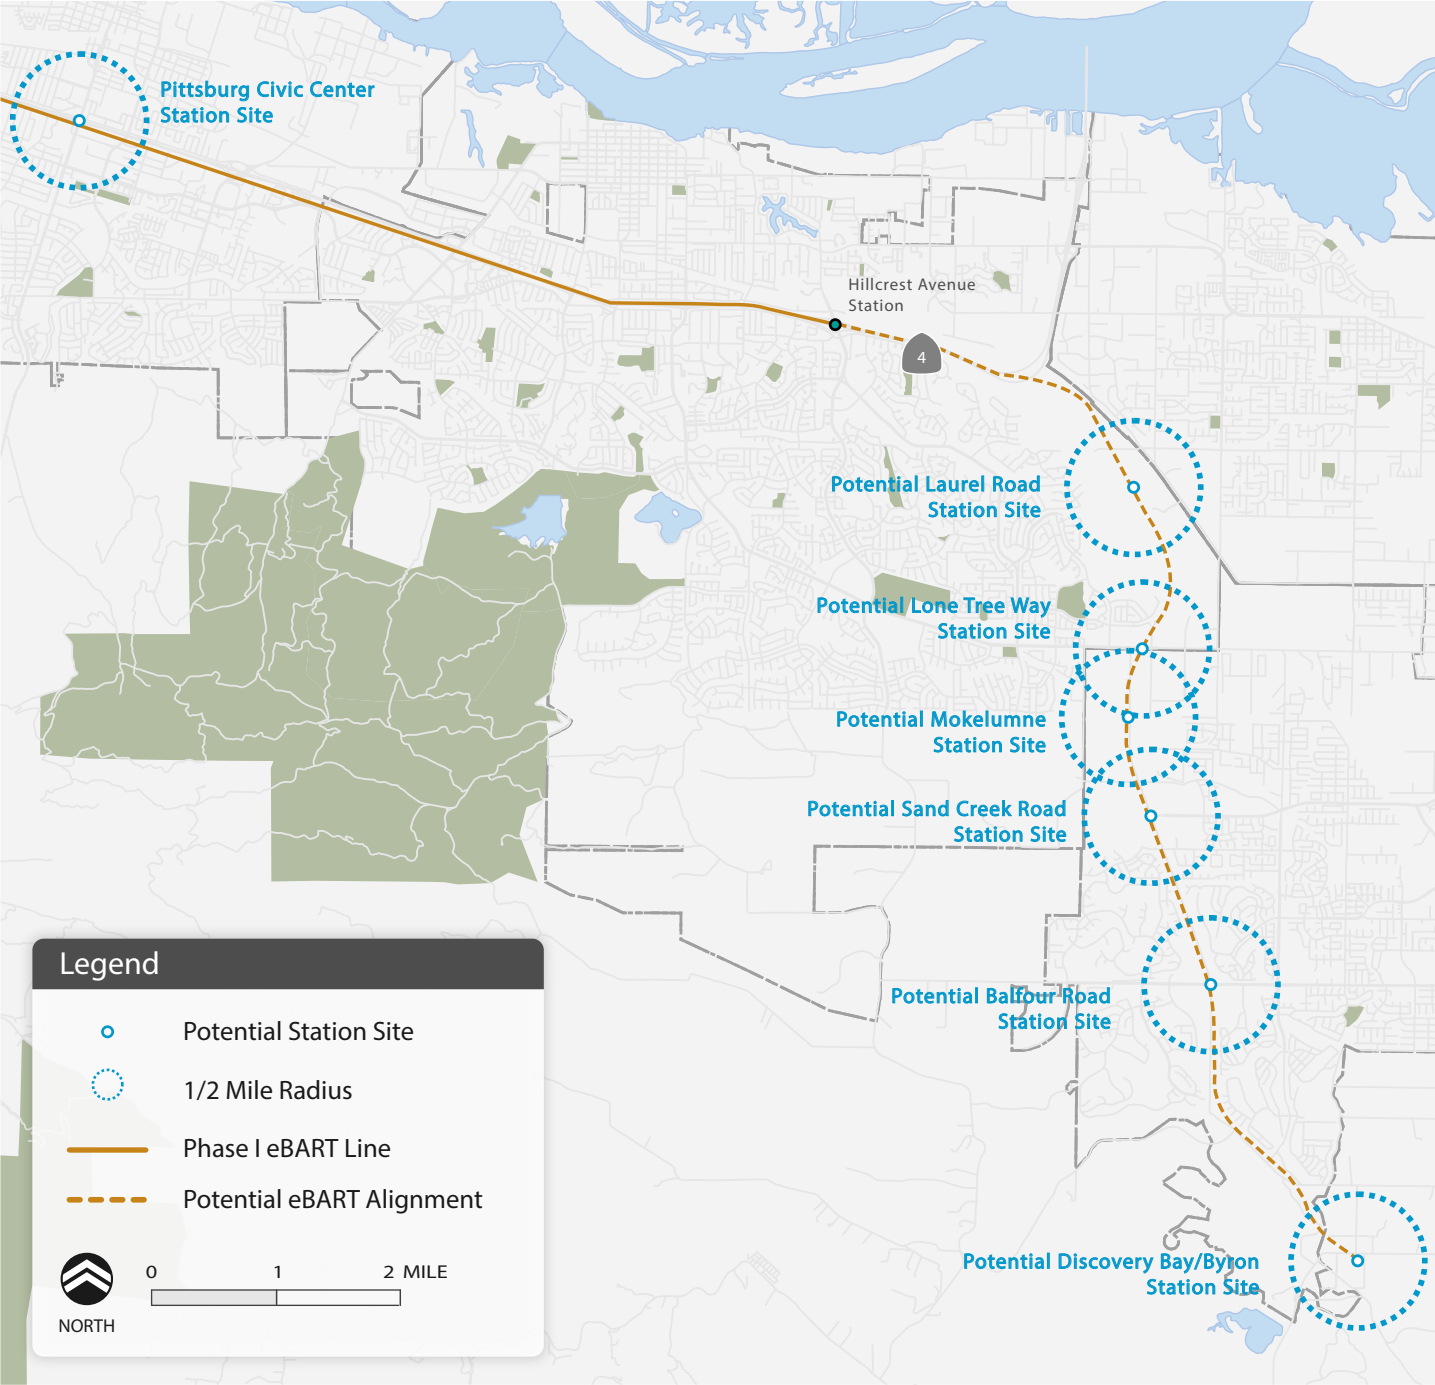 Pittsburg Civic Center
Station Site
Hillcrest Avenue
Station
4
Potential Laurel Road
Station Site
Potential Lone Tree Way
Station Site
Potential Mokelumne
Station Site
Potential Sand Creek Road
Station Site
Potential Balfour Road
Station Site
Potential Discovery Bay/Byron
Station Site
Legend
Potential Station Site
1/2 Mile Radius
Phase I eBART Line
Potential eBART Alignment
0 1 2 MILE
NORTH